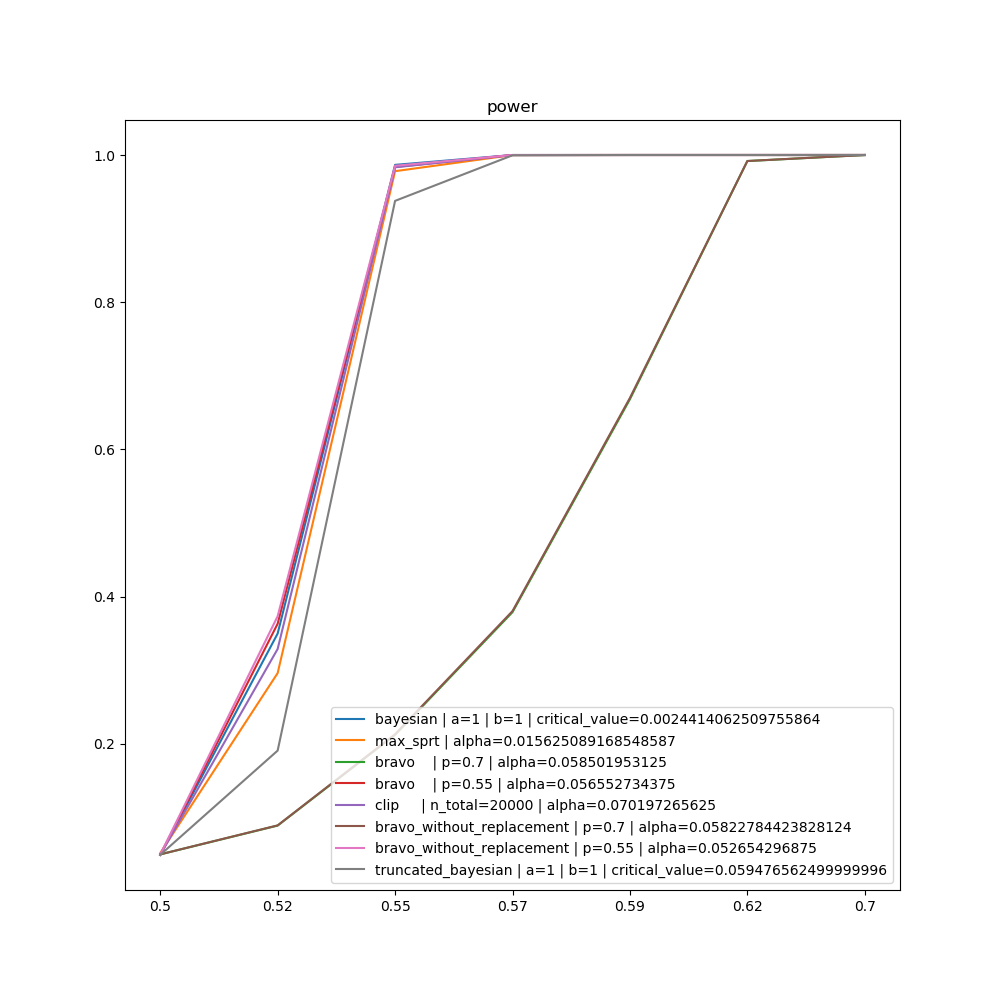 power
1.0
0.8
0.6
0.4
0.2
bayesian | a=1 | b=1 | critical_value=0.0024414062509755864
max_sprt | alpha=0.015625089168548587
bravo    | p=0.7 | alpha=0.058501953125
bravo    | p=0.55 | alpha=0.056552734375
clip     | n_total=20000 | alpha=0.070197265625
bravo_without_replacement | p=0.7 | alpha=0.05822784423828124
bravo_without_replacement | p=0.55 | alpha=0.052654296875
truncated_bayesian | a=1 | b=1 | critical_value=0.059476562499999996
0.5 0.52 0.55 0.57 0.59 0.62 0.7